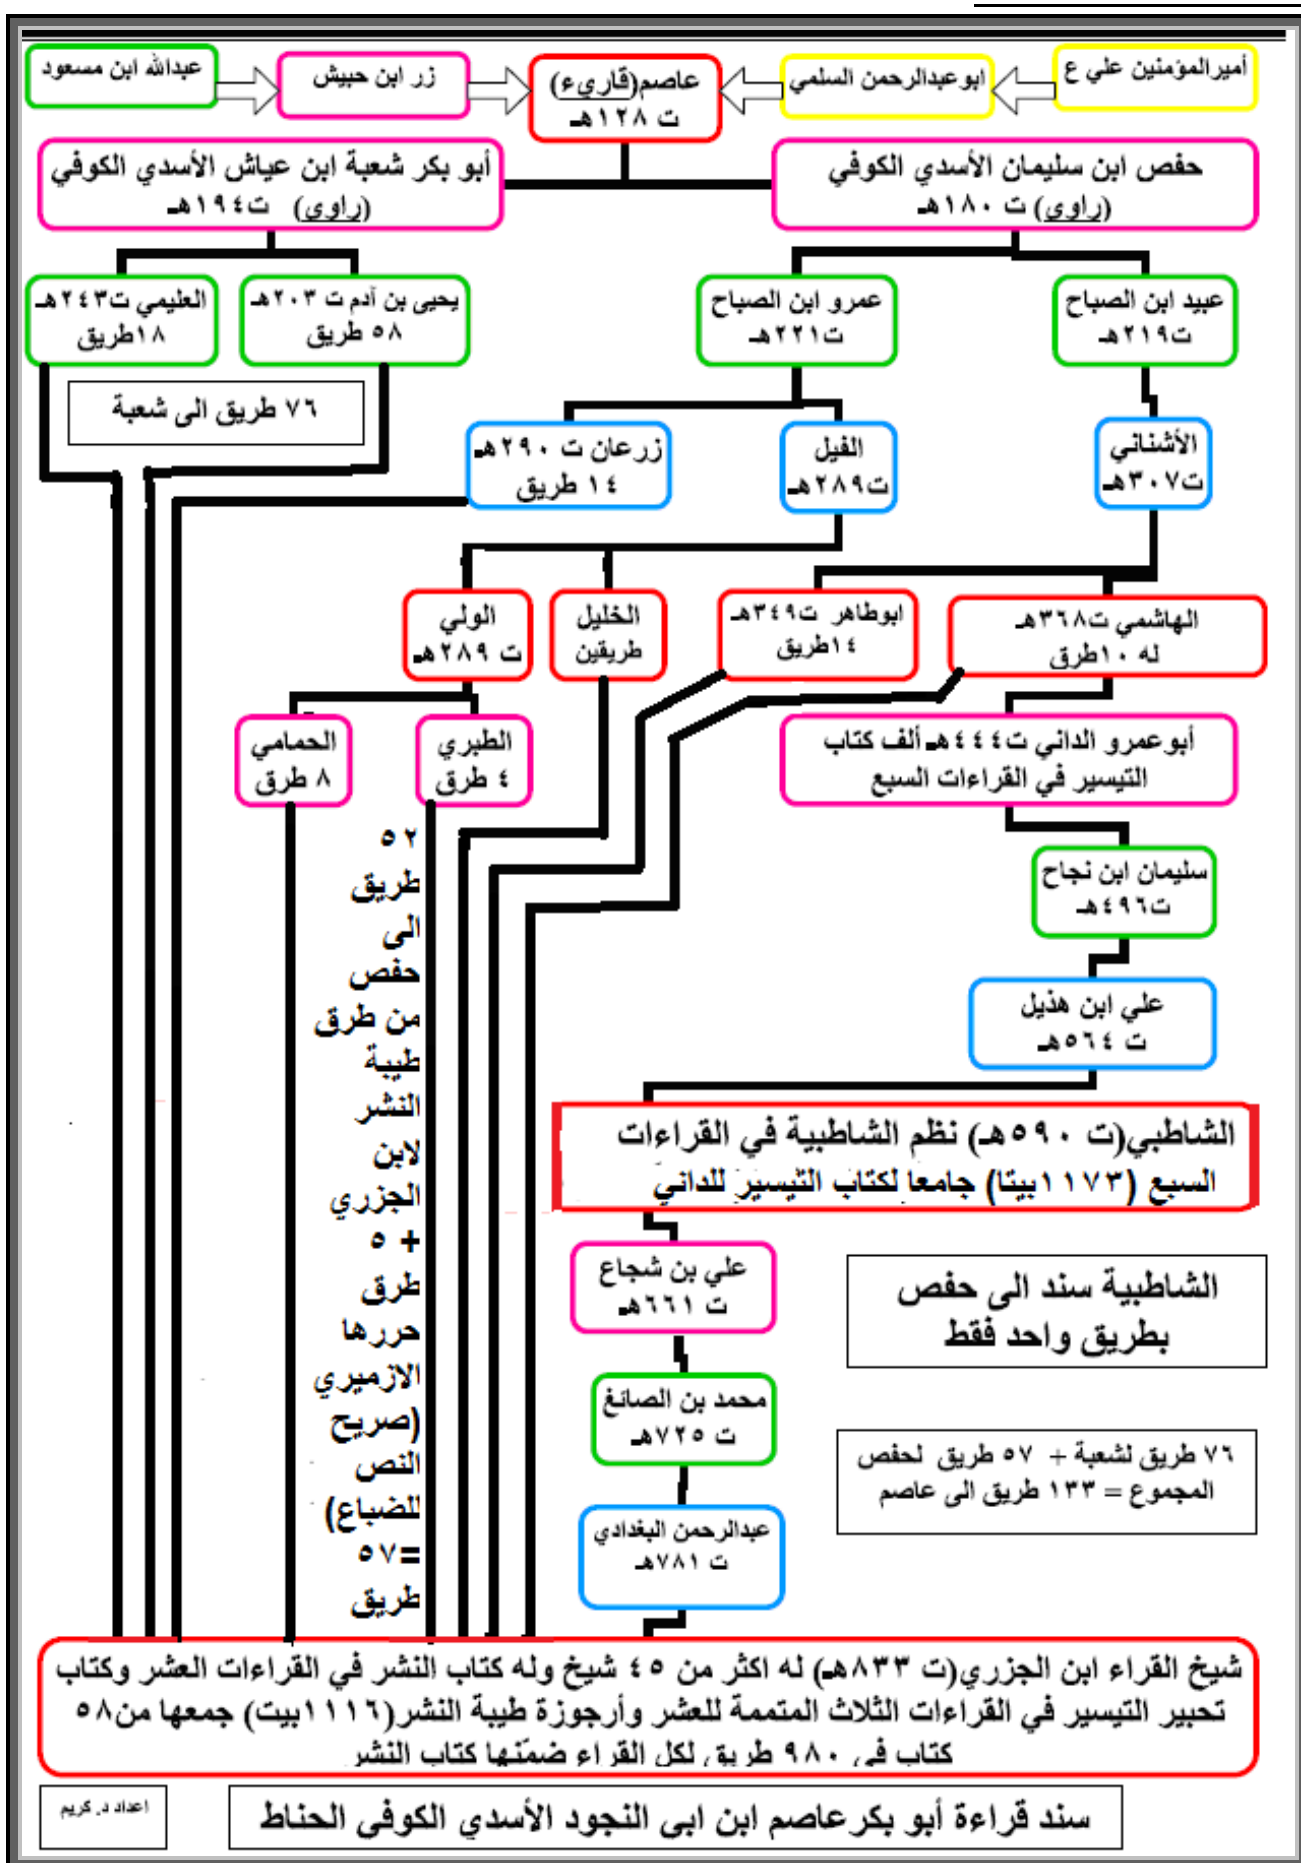 أميرالمؤمنين علي ع
ابوعبدالرحمن السلمي
عاصم(قاريء)
ت ١٢٨هـ
زر ابن حبيش
عبدالله ابن مسعود
حفص ابن سليمان الأسدي الكوفي
(راوي) ت ١٨٠هـ
أبو بكر شعبة ابن عياش الأسدي الكوفي
(راوي) ت١٩٤هـ
عبيد ابن الصباح
ت٢١٩هـ
عمرو ابن الصباح
ت٢٢١هـ
يحيى بن آدم ت ٢٠٣هـ
٥٨ طريق
العليمي ت٢٤٣هـ
١٨طريق
٧٦ طريق الى شعبة
الأشناني
ت٣٠٧هـ
الفيل
ت٢٨٩هـ
زرعان ت ٢٩٠هـ
١٤ طريق
الهاشمي ت٣٦٨هـ
له ١٠طرق
ابوطاهر ت٣٤٩هـ
١٤طريق
الخليل
طريقين
الولي
ت ٢٨٩هـ
أبوعمرو الداني ت٤٤٤هـ ألف كتاب
التيسير في القراءات السبع
الطبري
٤ طرق
الحمامي
٨ طرق
٥٢
طريق
الى
حفص
من طرق
طيبة
النشر
لابن
الجزري
+ ٥
طرق
حررها
الازميري
(صريح
النص
للضباع)
=٥٧
طريق
سليمان ابن نجاح
ت٤٩٦هـ
علي ابن هذيل
ت ٥٦٤هـ
الشاطبي(ت ٥٩٠هـ) نظم الشاطبية في القراءات
السبع (١١٧٣بيتا) جامعا لكتاب التيسير للداني
علي بن شجاع
ت ٦٦١هـ
الشاطبية سند الى حفص
بطريق واحد فقط
محمد بن الصائغ
ت ٧٢٥هـ
٧٦ طريق لشعبة + ٥٧ طريق لحفص
المجموع = ١٣٣ طريق الى عاصم
عبدالرحمن البغدادي
ت ٧٨١هـ
شيخ القراء ابن الجزري(ت ٨٣٣هـ) له اكثر من ٤٥ شيخ وله كتاب النشر في القراءات العشر وكتاب
تحبير التيسير في القراءات الثلاث المتممة للعشر وأرجوزة طيبة النشر(١١١٦بيت) جمعها من٥٨
كتاب في ٩٨٠ طريق لكل القراء ضمّنها كتاب النشر
سند قراءة أبو بكرعاصم ابن ابي النجود الأسدي الكوفي الحناط
اعداد د. كريم